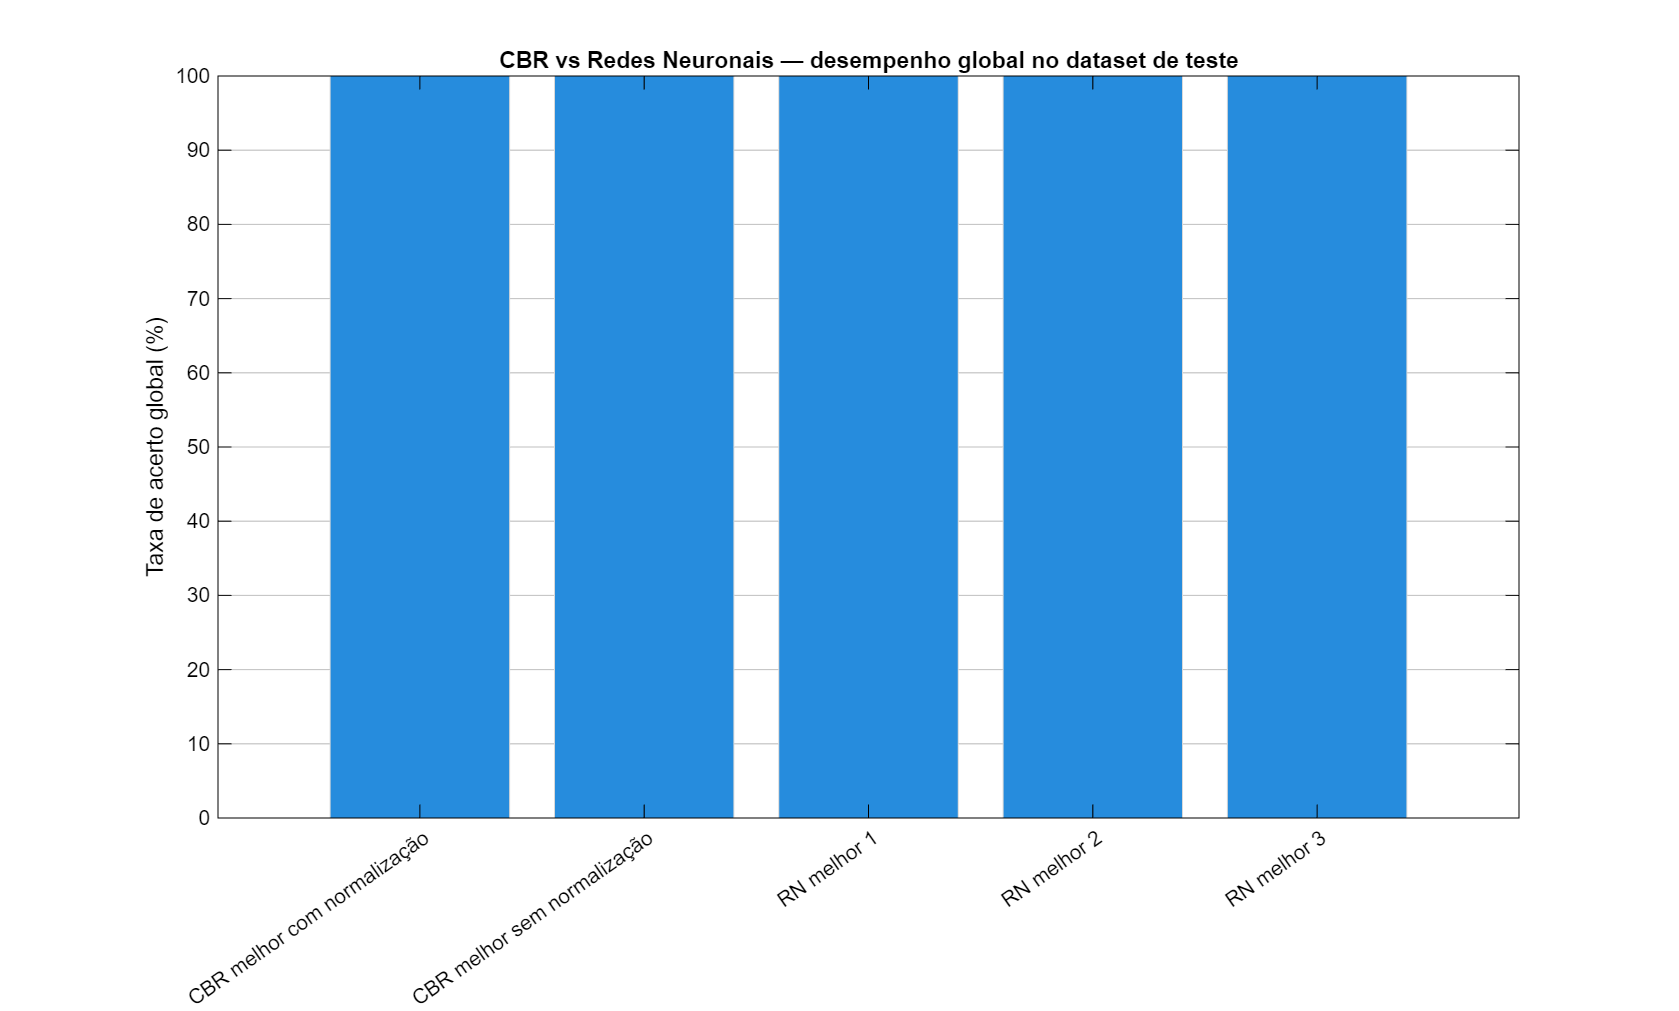 CBR vs Redes Neuronais — desempenho global no dataset de teste
Taxa de acerto global (%)
100
90
80
70
60
50
40
30
20
10
0
CBR melhor com normalização
CBR melhor sem normalização
RN melhor 1
RN melhor 2
RN melhor 3